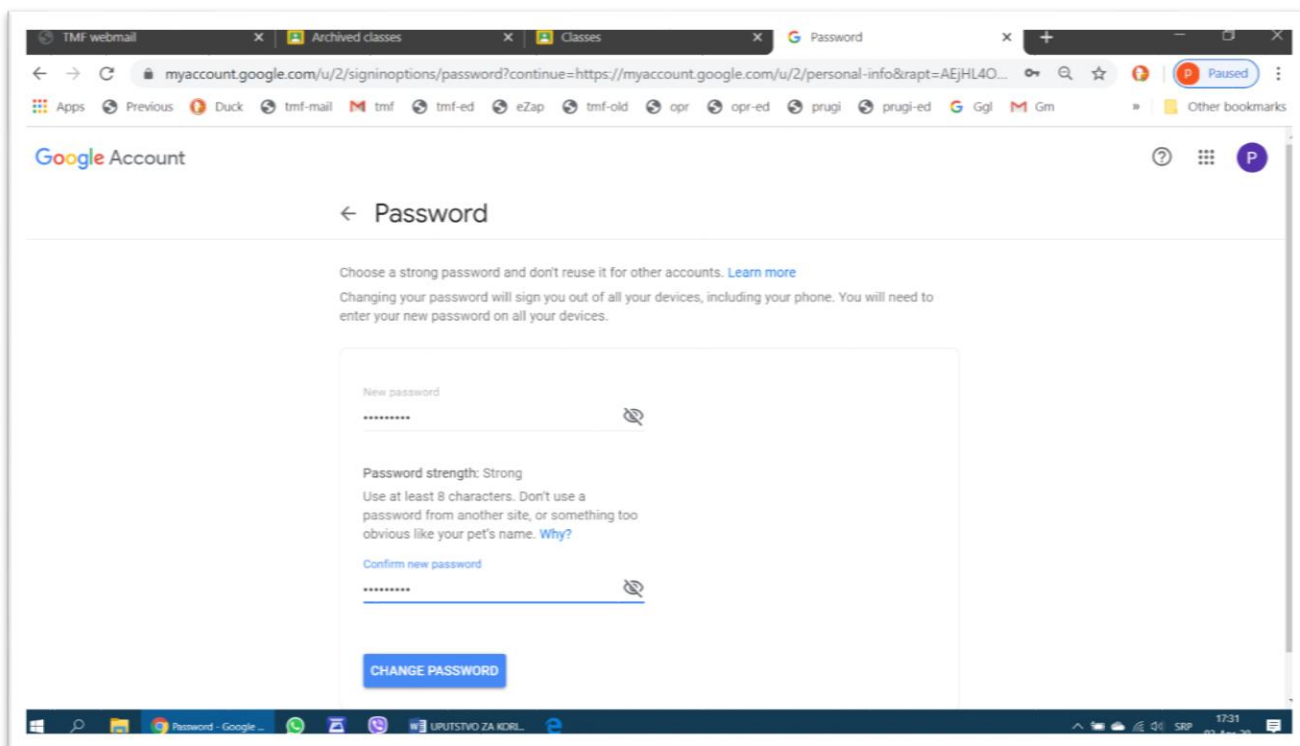 TMF webmail Archived classes Classes Password
myaccount.google.com/u/2/signinoptions/password?continue=https://myaccount.google.com/u/2/personal-info&rapt=AEjHL4O... Paused
Apps Previous Duck tmf-mail tmf tmf-ed eZap tmf-old opr opr-ed prugi prugi-ed Ggl Gm » Other bookmarks
Google Account
P
Password
Choose a strong password and don't reuse it for other accounts. Learn more
Changing your password will sign you out of all your devices, including your phone. You will need to
enter your new password on all your devices.
New password
•••••••••
Password strength: Strong
Use at least 8 characters. Don't use a
password from another site, or something too
obvious like your pet's name. Why?
Confirm new password
•••••••••
CHANGE PASSWORD
Password - Google ... UPUTSTVO ZA KORI... SRP 17:31